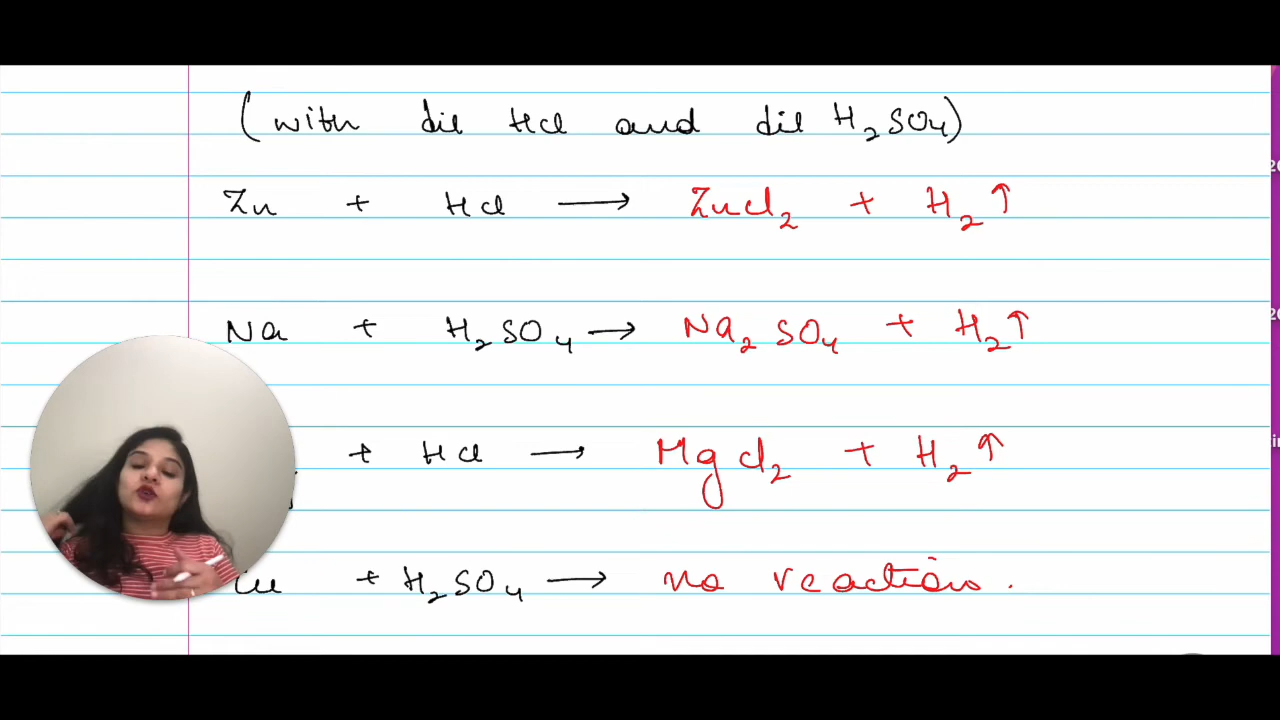 (with dil HCl and dil H₂SO₄)
Zn + HCl → ZnCl₂ + H₂↑
Na + H₂SO₄ → Na₂SO₄ + H₂↑
+ HCl → MgCl₂ + H₂↑
+ H₂SO₄ → no reaction.